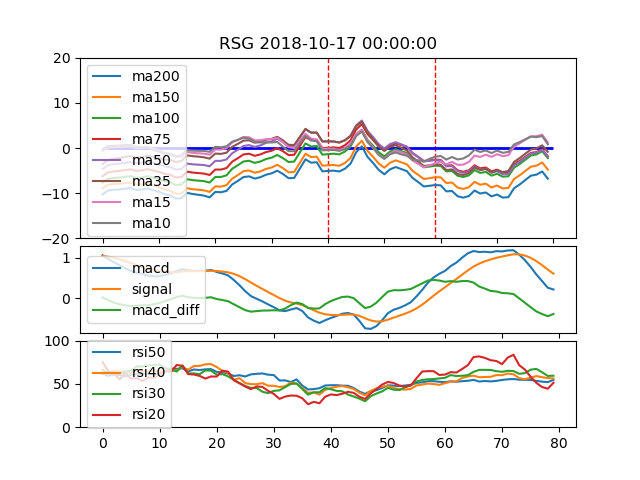 RSG 2018-10-17 00:00:00
20
10
0
−10
−20
ma200
ma150
ma100
ma75
ma50
ma35
ma15
ma10
1
0
macd
signal
macd_diff
100
50
0
rsi50
rsi40
rsi30
rsi20
0 10 20 30 40 50 60 70 80